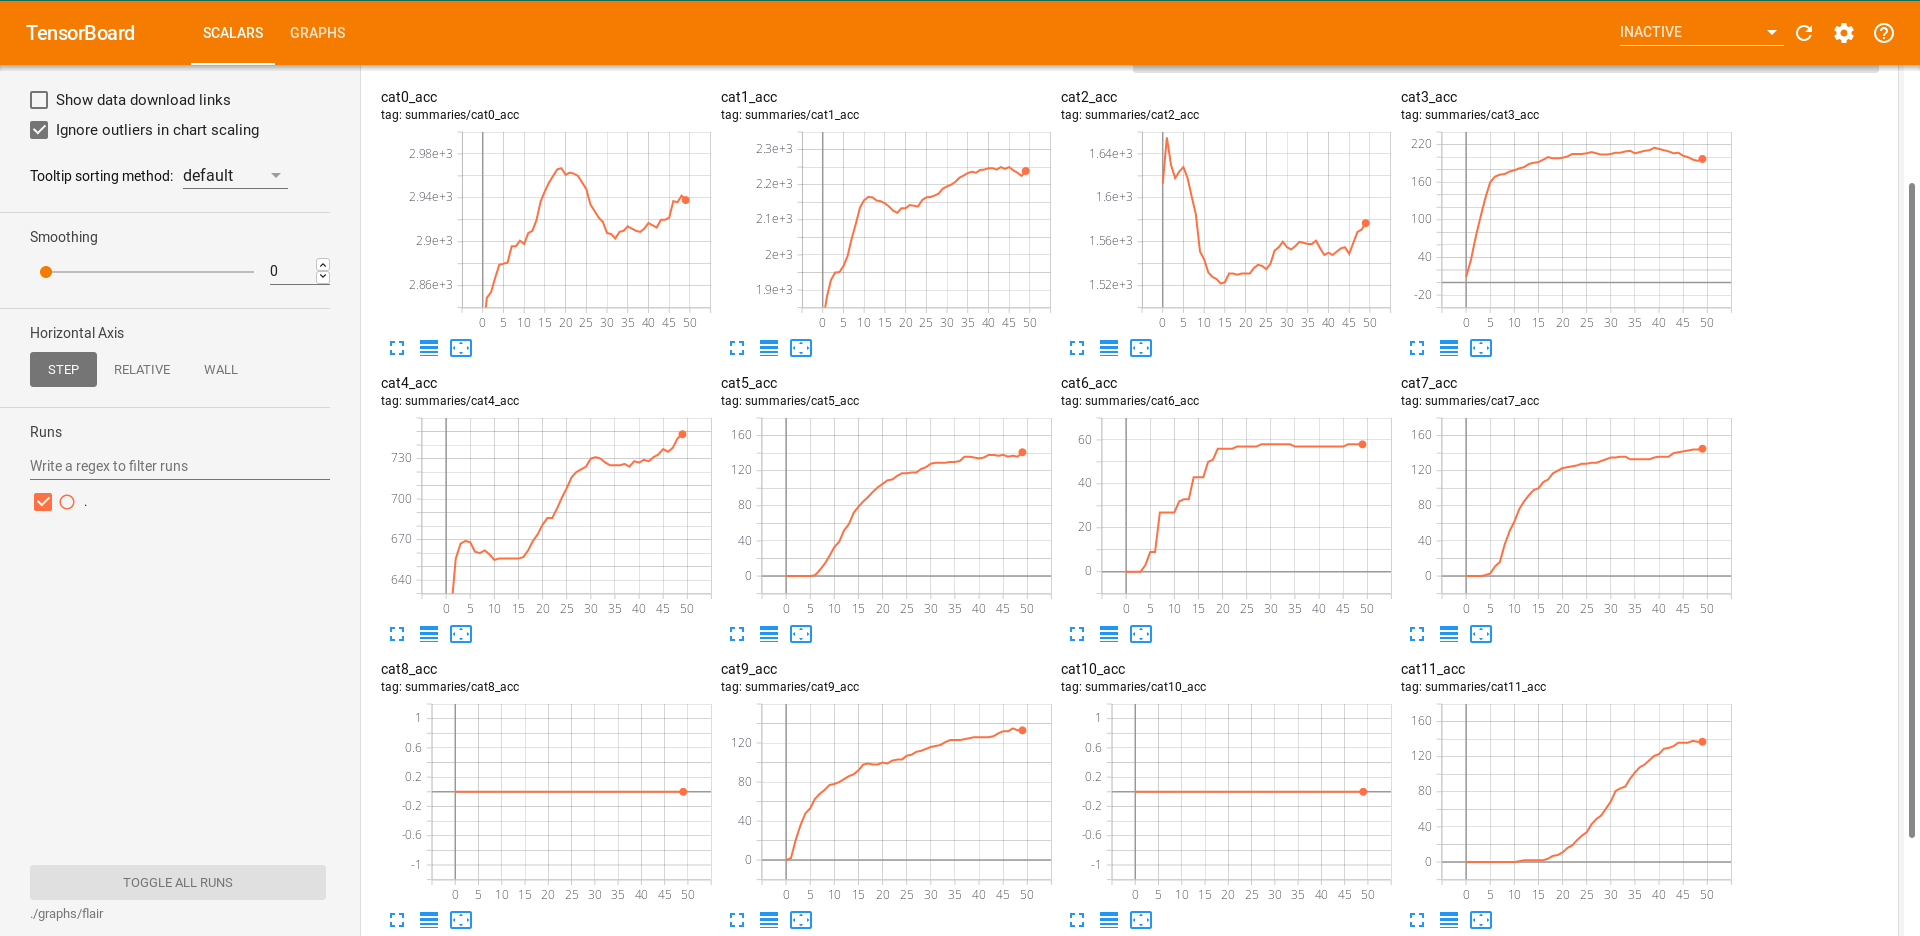 TensorBoard SCALARS GRAPHS INACTIVE
Show data download links
Ignore outliers in chart scaling
Tooltip sorting method: default
Smoothing
0
Horizontal Axis
STEP RELATIVE WALL
Runs
Write a regex to filter runs
.
TOGGLE ALL RUNS
./graphs/flair
cat0_acc
tag: summaries/cat0_acc
2.98e+3
2.94e+3
2.9e+3
2.86e+3
0 5 10 15 20 25 30 35 40 45 50
cat1_acc
tag: summaries/cat1_acc
2.3e+3
2.2e+3
2.1e+3
2e+3
1.9e+3
0 5 10 15 20 25 30 35 40 45 50
cat2_acc
tag: summaries/cat2_acc
1.64e+3
1.6e+3
1.56e+3
1.52e+3
0 5 10 15 20 25 30 35 40 45 50
cat3_acc
tag: summaries/cat3_acc
220
160
100
40
-20
0 5 10 15 20 25 30 35 40 45 50
cat4_acc
tag: summaries/cat4_acc
730
700
670
640
0 5 10 15 20 25 30 35 40 45 50
cat5_acc
tag: summaries/cat5_acc
160
120
80
40
0
0 5 10 15 20 25 30 35 40 45 50
cat6_acc
tag: summaries/cat6_acc
60
40
20
0
0 5 10 15 20 25 30 35 40 45 50
cat7_acc
tag: summaries/cat7_acc
160
120
80
40
0
0 5 10 15 20 25 30 35 40 45 50
cat8_acc
tag: summaries/cat8_acc
1
0.6
0.2
-0.2
-0.6
-1
0 5 10 15 20 25 30 35 40 45 50
cat9_acc
tag: summaries/cat9_acc
120
80
40
0
0 5 10 15 20 25 30 35 40 45 50
cat10_acc
tag: summaries/cat10_acc
1
0.6
0.2
-0.2
-0.6
-1
0 5 10 15 20 25 30 35 40 45 50
cat11_acc
tag: summaries/cat11_acc
160
120
80
40
0
0 5 10 15 20 25 30 35 40 45 50